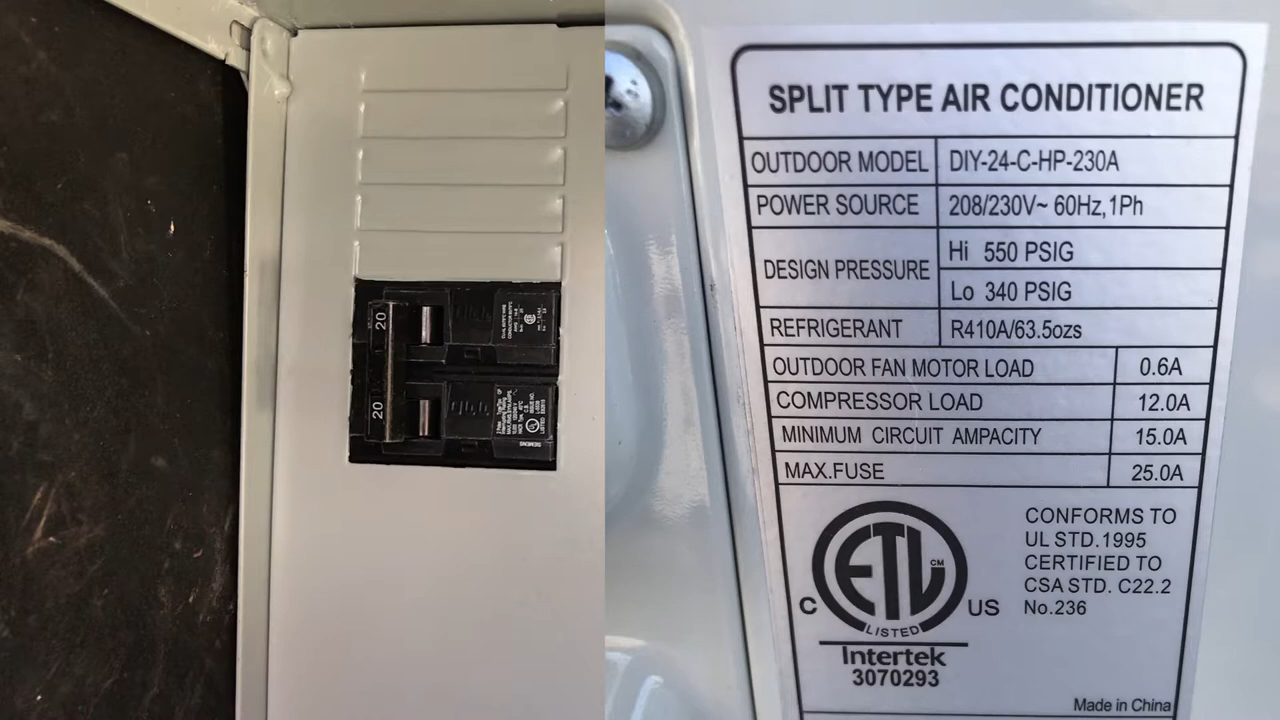 20
20
SIEMENS
SPLIT TYPE AIR CONDITIONER
OUTDOOR MODEL DIY-24-C-HP-230A
POWER SOURCE 208/230V~ 60Hz,1Ph
DESIGN PRESSURE Hi 550 PSIG
Lo 340 PSIG
REFRIGERANT R410A/63.5ozs
OUTDOOR FAN MOTOR LOAD 0.6A
COMPRESSOR LOAD 12.0A
MINIMUM CIRCUIT AMPACITY 15.0A
MAX.FUSE 25.0A
ETL CM
C US
LISTED
Intertek
3070293
CONFORMS TO
UL STD.1995
CERTIFIED TO
CSA STD. C22.2
No.236
Made in China